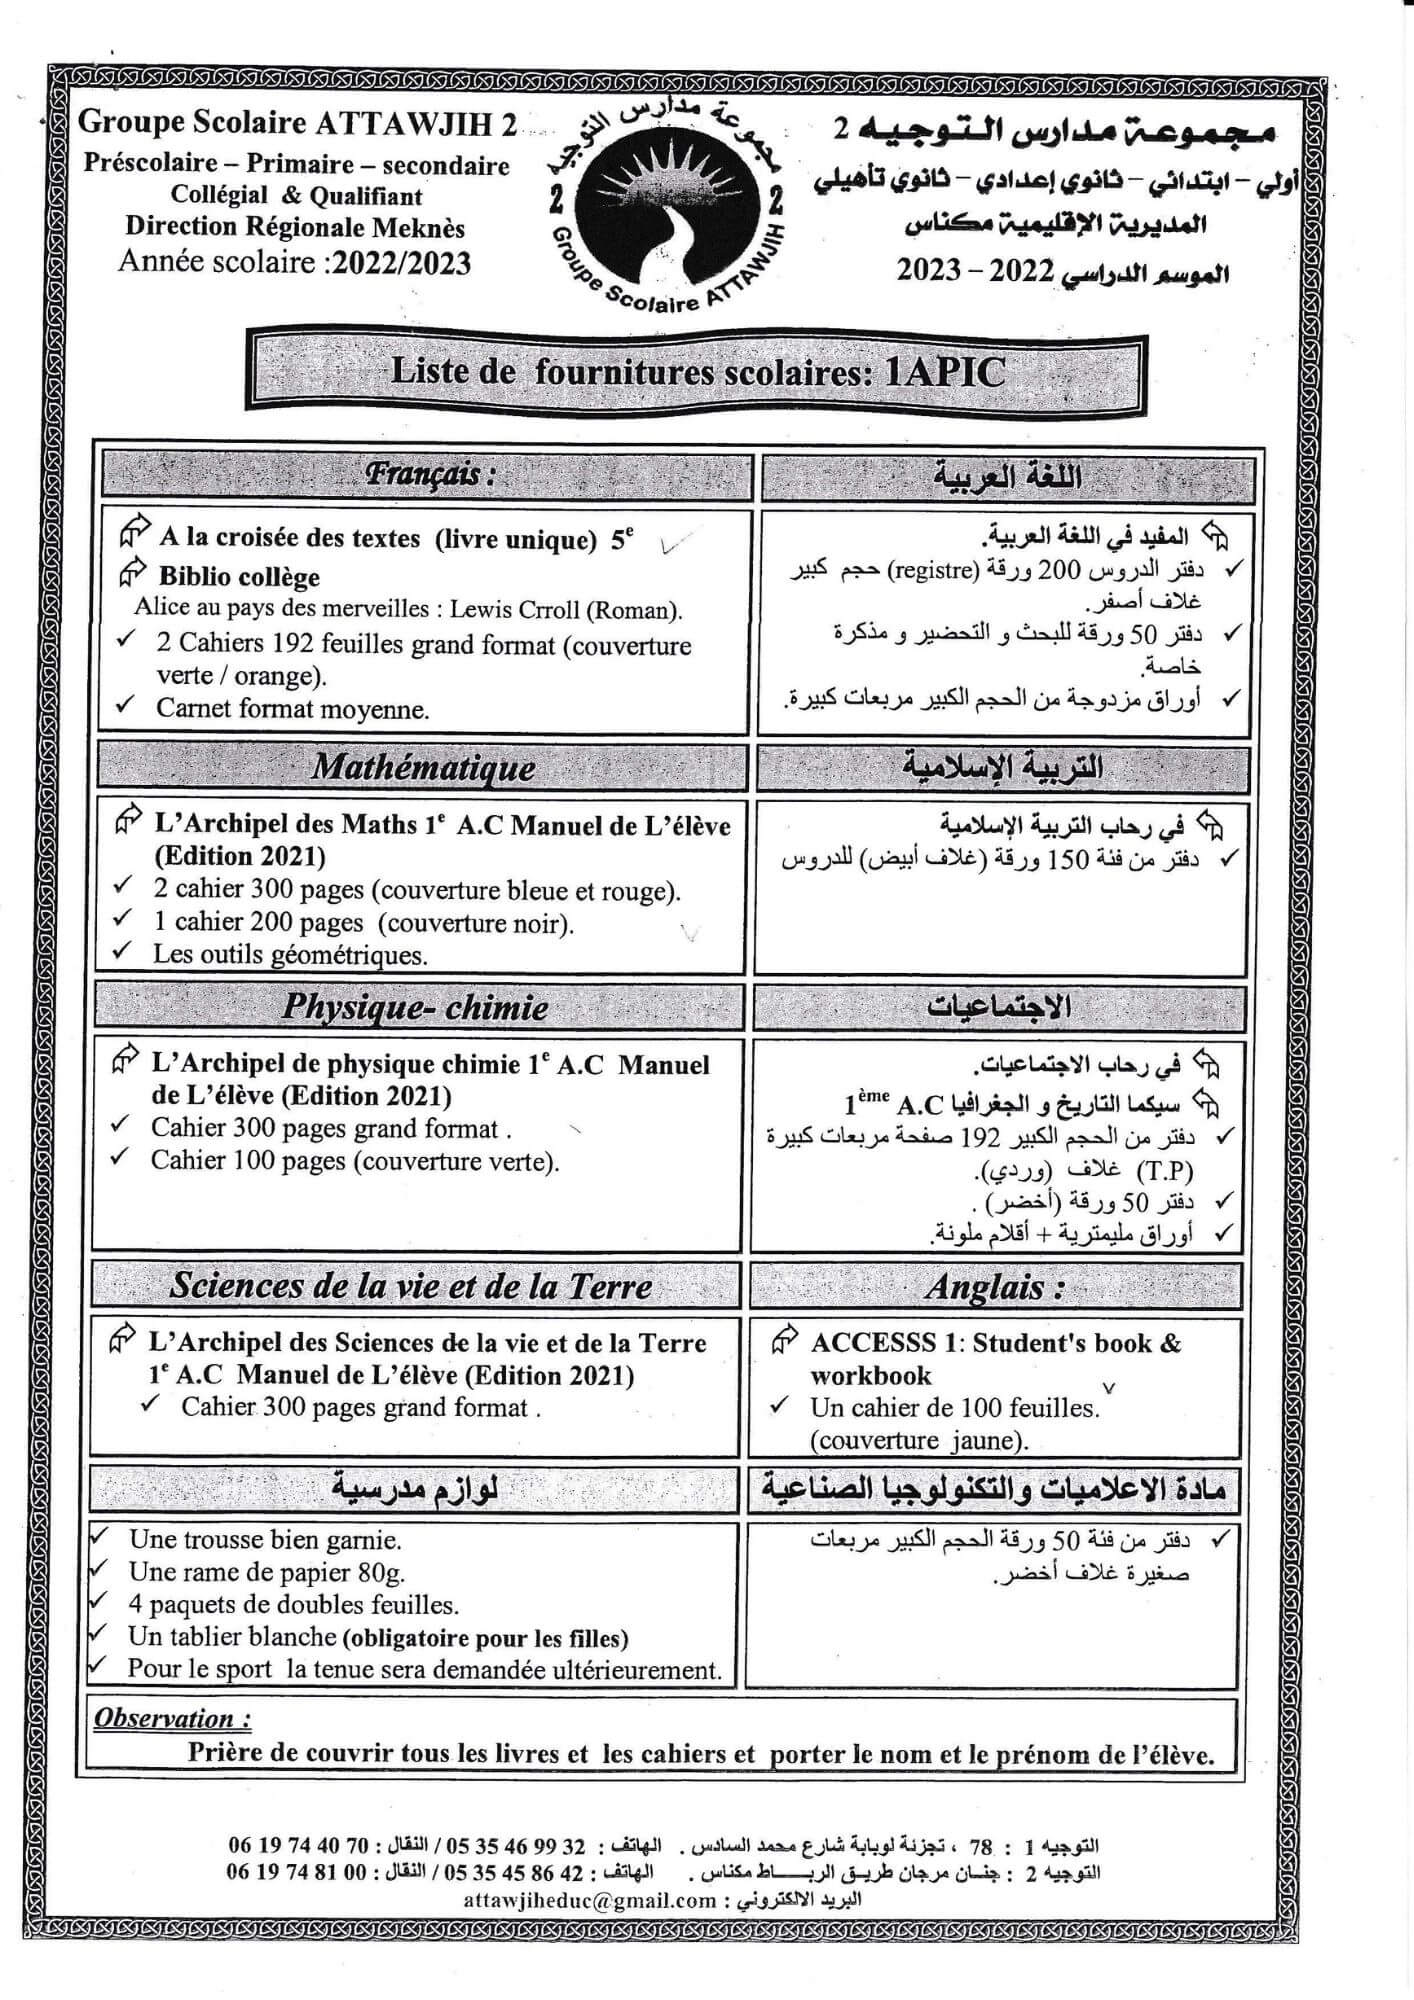 Groupe Scolaire ATTAWJIH 2
Préscolaire – Primaire – secondaire
Collégial & Qualifiant
Direction Régionale Meknès
Année scolaire :2022/2023
مجموعة مدارس التوجيه 2
Groupe Scolaire ATTAWJIH
2 2
مجموعة مدارس التوجيه 2
أولي – ابتدائي – ثانوي إعدادي – ثانوي تأهيلي
المديرية الإقليمية مكناس
الموسم الدراسي 2022 – 2023
Liste de fournitures scolaires: 1APIC
Français :
A la croisée des textes (livre unique) 5e
Biblio collège
Alice au pays des merveilles : Lewis Crroll (Roman).
✓ 2 Cahiers 192 feuilles grand format (couverture
verte / orange).
✓ Carnet format moyenne.
اللغة العربية
المفيد في اللغة العربية.
✓ دفتر الدروس 200 ورقة (registre) حجم كبير
غلاف أصفر.
✓ دفتر 50 ورقة للبحث و التحضير و مذكرة
خاصة.
✓ أوراق مزدوجة من الحجم الكبير مربعات كبيرة.
Mathématique
L’Archipel des Maths 1e A.C Manuel de L’élève
(Edition 2021)
✓ 2 cahier 300 pages (couverture bleue et rouge).
✓ 1 cahier 200 pages (couverture noir).
✓ Les outils géométriques.
التربية الإسلامية
في رحاب التربية الإسلامية
✓ دفتر من فئة 150 ورقة (غلاف أبيض) للدروس
Physique- chimie
L’Archipel de physique chimie 1e A.C Manuel
de L’élève (Edition 2021)
✓ Cahier 300 pages grand format .
✓ Cahier 100 pages (couverture verte).
الاجتماعيات
في رحاب الاجتماعيات.
سيكما التاريخ و الجغرافيا 1ème A.C
✓ دفتر من الحجم الكبير 192 صفحة مربعات كبيرة
(T.P) غلاف (وردي).
✓ دفتر 50 ورقة (أخضر) .
✓ أوراق مليمترية + أقلام ملونة.
Sciences de la vie et de la Terre
L’Archipel des Sciences de la vie et de la Terre
1e A.C Manuel de L’élève (Edition 2021)
✓ Cahier 300 pages grand format .
Anglais :
ACCESSS 1: Student's book &
workbook
✓ Un cahier de 100 feuilles.
(couverture jaune).
لوازم مدرسية
✓ Une trousse bien garnie.
✓ Une rame de papier 80g.
✓ 4 paquets de doubles feuilles.
✓ Un tablier blanche (obligatoire pour les filles)
✓ Pour le sport la tenue sera demandée ultérieurement.
مادة الاعلاميات والتكنولوجيا الصناعية
✓ دفتر من فئة 50 ورقة الحجم الكبير مربعات
صغيرة غلاف أخضر.
Observation :
Prière de couvrir tous les livres et les cahiers et porter le nom et le prénom de l’élève.
التوجيه 1 : 78 ، تجزئة لوبابة شارع محمد السادس . الهاتف : 05 35 46 99 32 / النقال : 06 19 74 40 70
التوجيه 2 : جنان مرجان طريق الرباط مكناس . الهاتف : 05 35 45 86 42 / النقال : 06 19 74 81 00
البريد الالكتروني : attawjiheduc@gmail.com